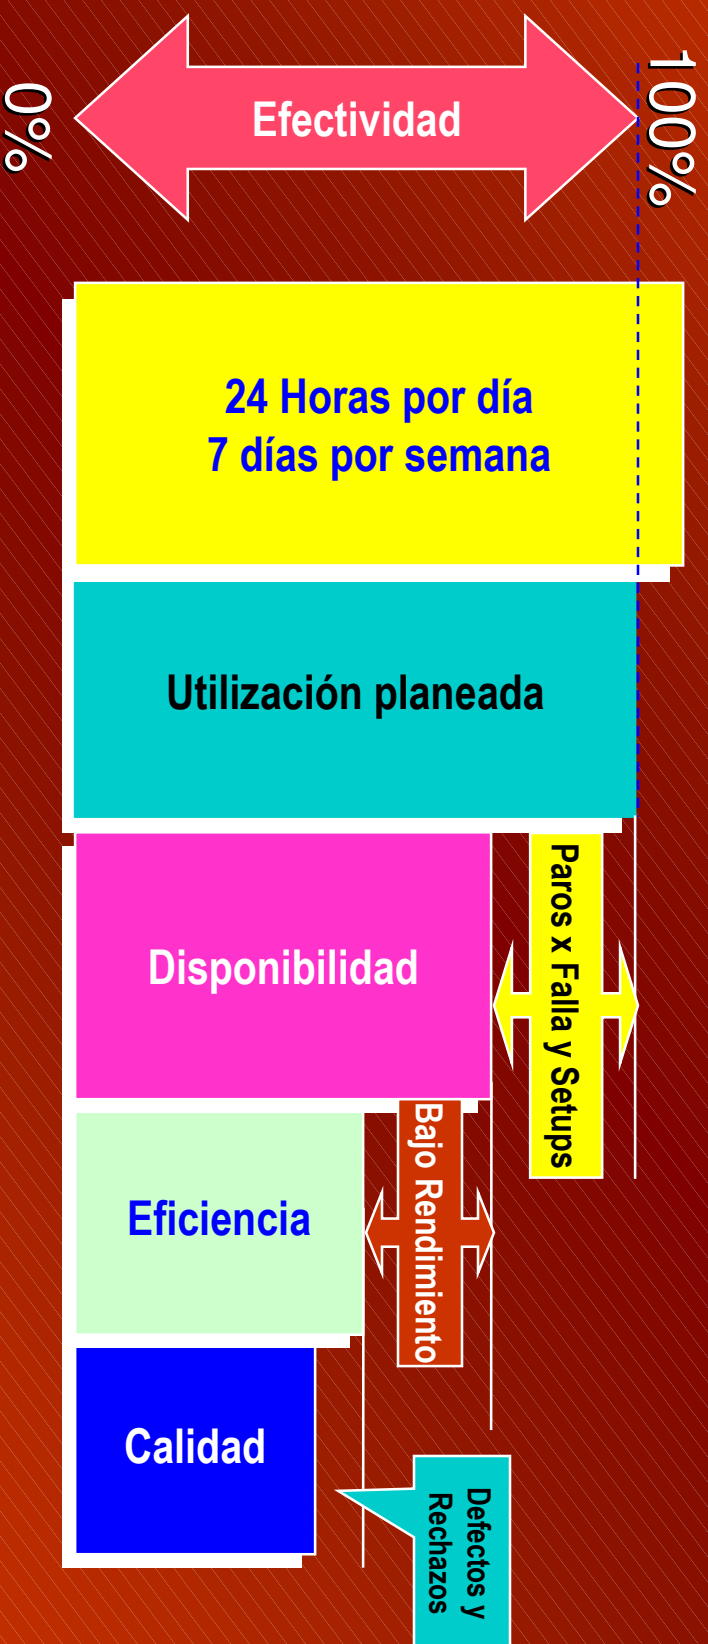 0%
Efectividad
100%
24 Horas por día
7 días por semana
Utilización planeada
Disponibilidad
Paros x Falla y Setups
Eficiencia
Bajo Rendimiento
Calidad
Defectos y
Rechazos